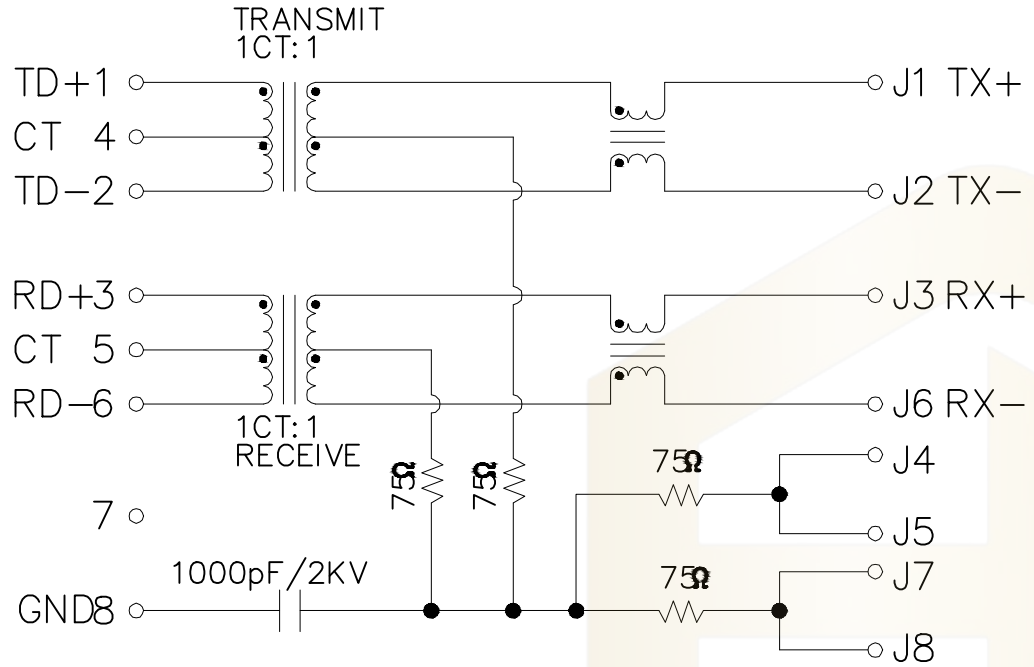 TRANSMIT
1CT:1
TD+1
J1 TX+
CT 4
TD-2
J2 TX-
RD+3
J3 RX+
CT 5
RD-6
J6 RX-
1CT:1
RECEIVE
75Ω
75Ω
75Ω
J4
7
J5
1000pF/2KV
75Ω
J7
GND8
J8